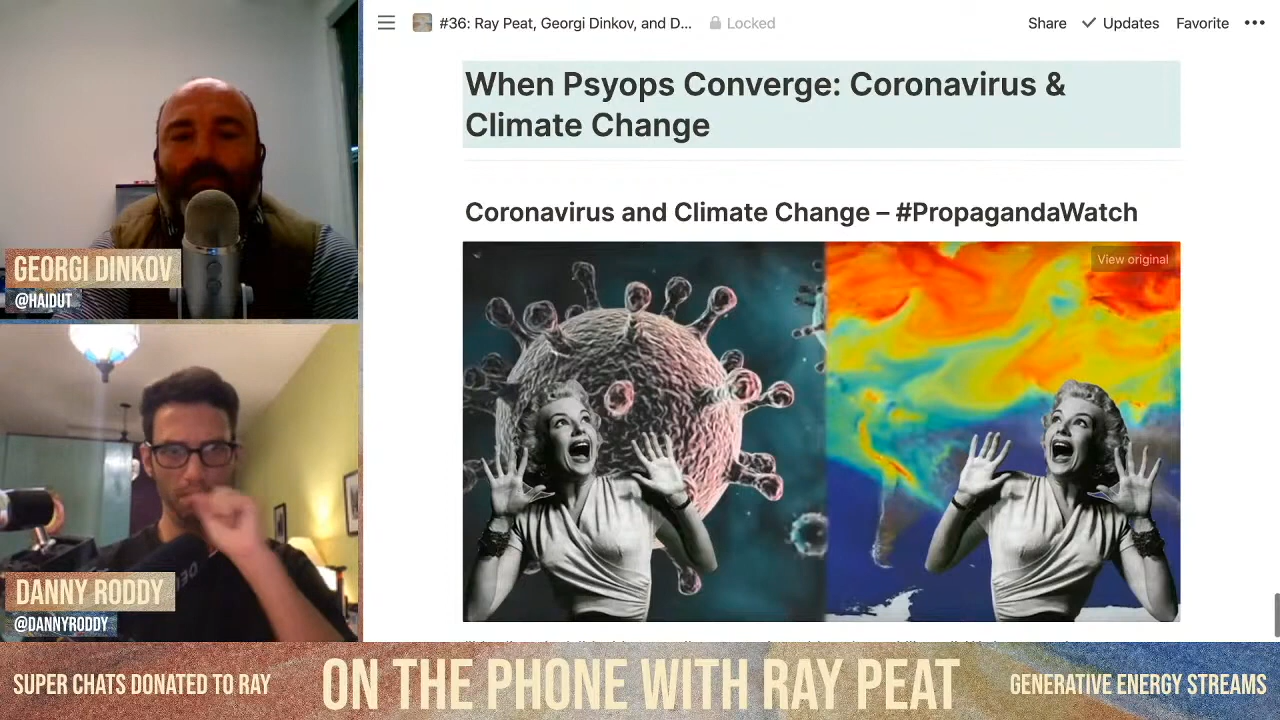 #36: Ray Peat, Georgi Dinkov, and D...
Locked
Share
Updates
Favorite
When Psyops Converge: Coronavirus &
Climate Change
Coronavirus and Climate Change – #PropagandaWatch
View original
GEORGI DINKOV
@HAIDUT
DANNY RODDY
@DANNYRODDY
SUPER CHATS DONATED TO RAY
ON THE PHONE WITH RAY PEAT
GENERATIVE ENERGY STREAMS